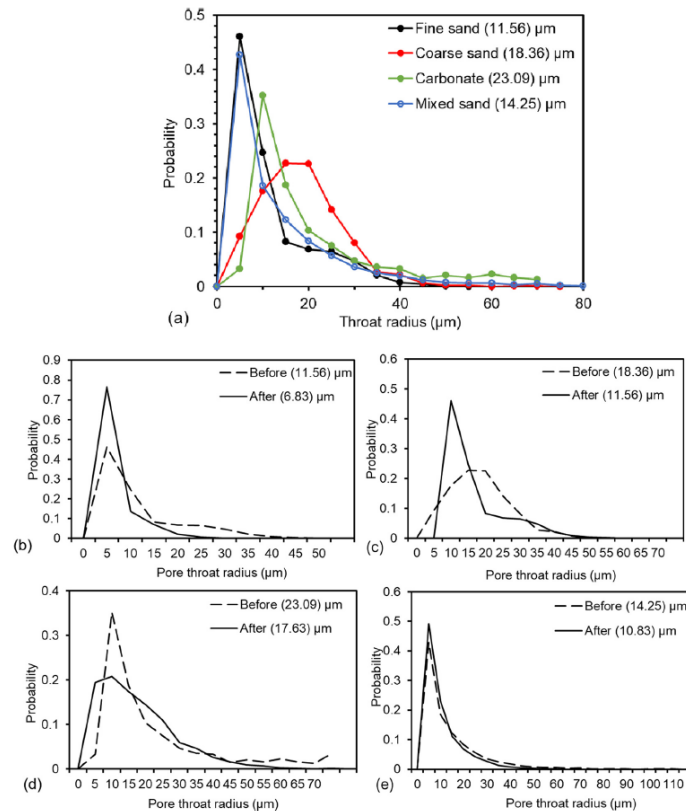 0.5
0.4
0.3
0.2
0.1
0
Probability
Fine sand (11.56) µm
Coarse sand (18.36) µm
Carbonate (23.09) µm
Mixed sand (14.25) µm
0 20 40 60 80
(a) Throat radius (µm)
0.9
0.8
0.7
0.6
0.5
0.4
0.3
0.2
0.1
0
Probability
Before (11.56) µm
After (6.83) µm
0 5 10 15 20 25 30 35 40 45 50
(b) Pore throat radius (µm)
0.6
0.5
0.4
0.3
0.2
0.1
0
Probability
Before (18.36) µm
After (11.56) µm
0 10 15 20 25 30 35 40 45 50 55 60 65 70
(c) Pore throat radius (µm)
0.4
0.3
0.2
0.1
0
Probability
Before (23.09) µm
After (17.63) µm
0 5 10 15 20 25 30 35 40 45 50 55 60 65 70
(d) Pore throat radius (µm)
0.6
0.5
0.4
0.3
0.2
0.1
0
Probability
Before (14.25) µm
After (10.83) µm
0 10 20 30 40 50 60 70 80 90 100 110
(e) Pore throat radius (µm)